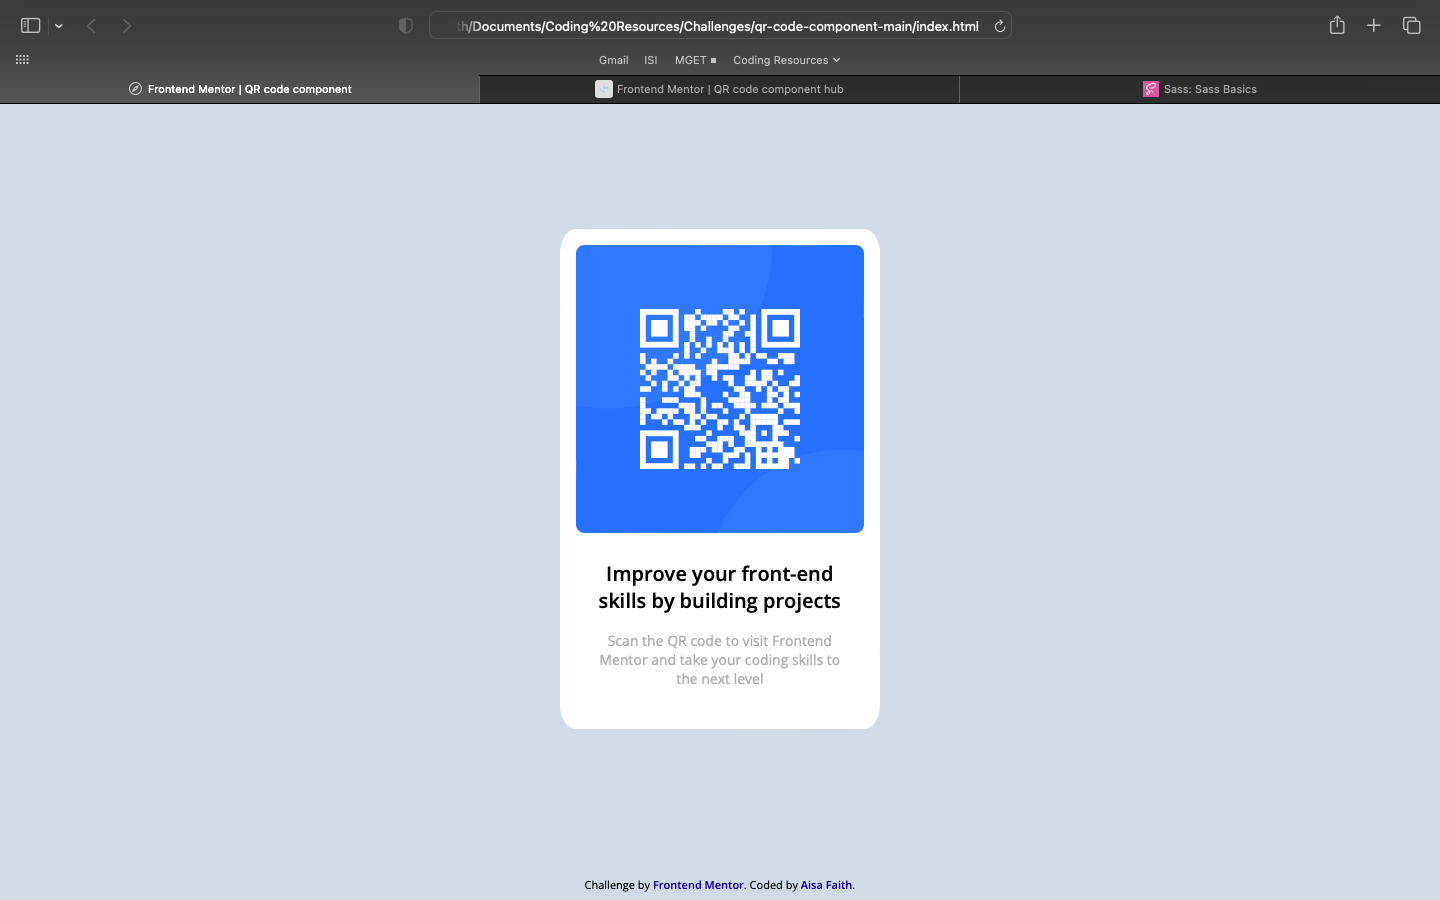 th/Documents/Coding%20Resources/Challenges/qr-code-component-main/index.html
Gmail ISI MGET Coding Resources
Frontend Mentor | QR code component
Frontend Mentor | QR code component hub
Sass: Sass Basics
Improve your front-end
skills by building projects
Scan the QR code to visit Frontend
Mentor and take your coding skills to
the next level
Challenge by Frontend Mentor. Coded by Aisa Faith.